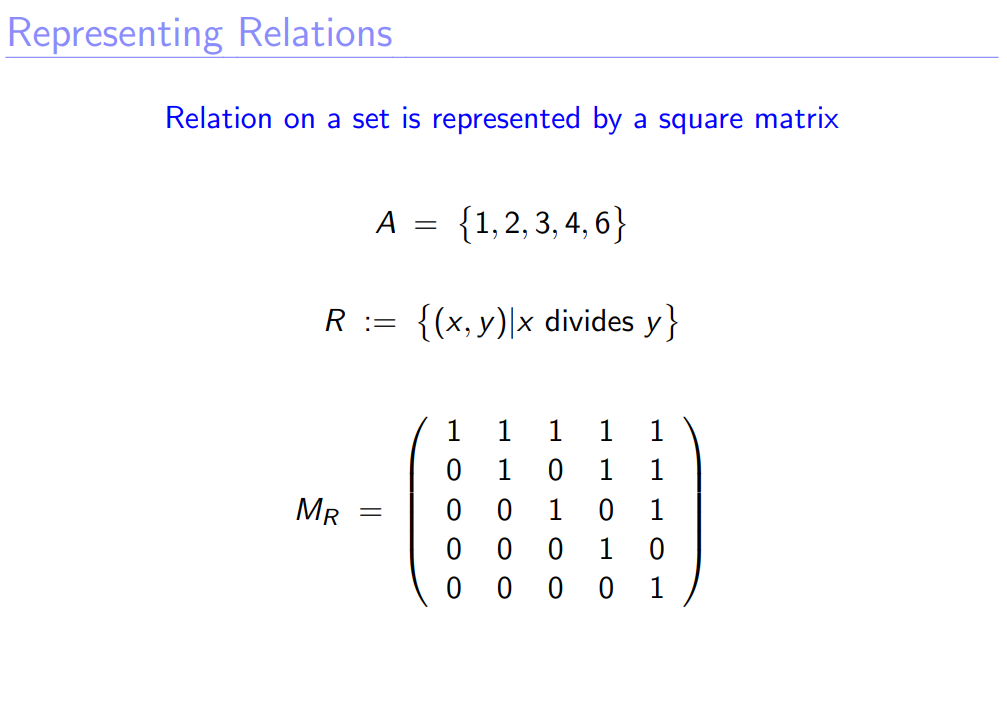 Representing Relations
Relation on a set is represented by a square matrix
A = {1, 2, 3, 4, 6}
R := {(x, y)|x divides y}
1 1 1 1 1
0 1 0 1 1
M_R = 0 0 1 0 1
0 0 0 1 0
0 0 0 0 1